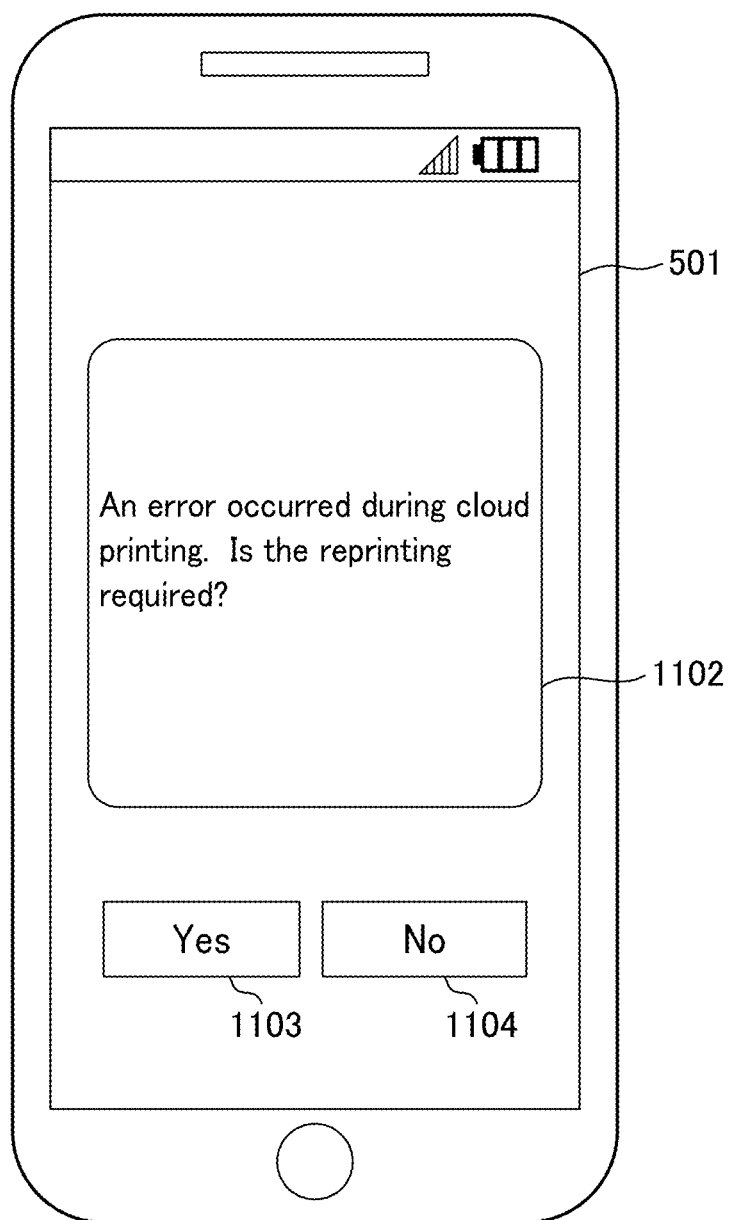 501
An error occurred during cloud
printing. Is the reprinting
required?
1102
Yes No
1103 1104